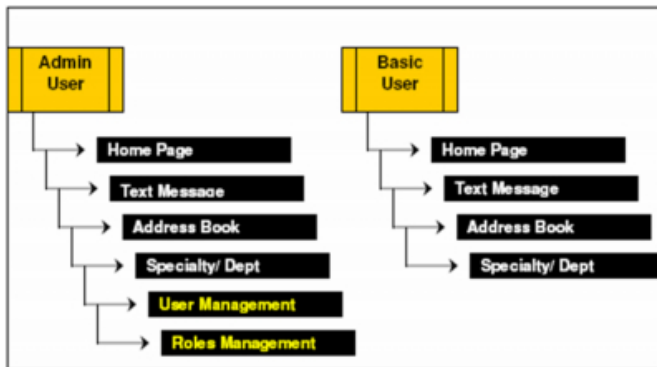 Admin
User
Home Page
Text Message
Address Book
Specialty/ Dept
User Management
Roles Management
Basic
User
Home Page
Text Message
Address Book
Specialty/ Dept